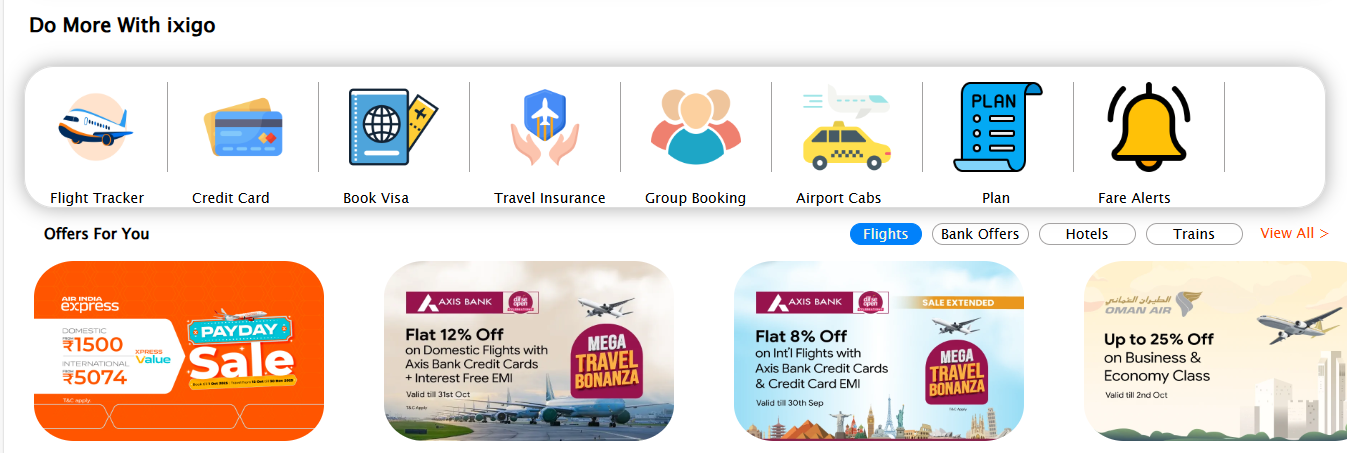 Do More With ixigo
PLAN
Flight Tracker
Credit Card
Book Visa
Travel Insurance
Group Booking
Airport Cabs
Plan
Fare Alerts
Offers For You
Flights
Bank Offers
Hotels
Trains
View All >
AIR INDIA
express
DOMESTIC
FROM
₹1500
INTERNATIONAL
FROM
₹5074
T&C apply
XPRESS
Value
PAYDAY
Sale
AXIS BANK
dil se
open
CELEBRATIONS
Flat 12% Off
on Domestic Flights with
Axis Bank Credit Cards
+ Interest Free EMI
Valid till 31st Oct
T&C Apply
MEGA
TRAVEL
BONANZA
AXIS BANK
dil se
open
CELEBRATIONS
SALE EXTENDED
Flat 8% Off
on Int'l Flights with
Axis Bank Credit Cards
& Credit Card EMI
Valid till 30th Sep
MEGA
TRAVEL
BONANZA
T&C Apply
الطيران العماني
OMAN AIR
Up to 25% Off
on Business &
Economy Class
Valid till 2nd Oct